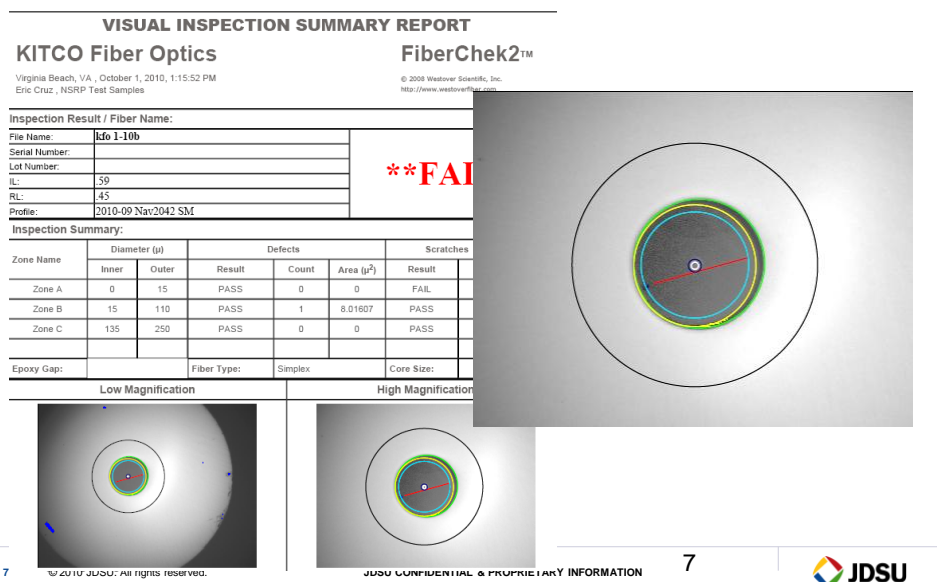 VISUAL INSPECTION SUMMARY REPORT
KITCO Fiber Optics
FiberChek2™
Virginia Beach, VA , October 1, 2010, 1:15:52 PM
Eric Cruz , NSRP Test Samples
© 2008 Westover Scientific, Inc.
http://www.westoverfiber.com
Inspection Result / Fiber Name:
File Name: kfo 1-10b
Serial Number:
Lot Number:
IL: .59
RL: .45
Profile: 2010-09 Nav2042 SM
**FAI
Inspection Summary:
Zone Name Diameter (µ) Defects Scratches
Inner Outer Result Count Area (µ²) Result
Zone A 0 15 PASS 0 0 FAIL
Zone B 15 110 PASS 1 8.01607 PASS
Zone C 135 250 PASS 0 0 PASS
Epoxy Gap: Fiber Type: Simplex Core Size:
Low Magnification High Magnification
7 © 2010 JDSU. All rights reserved. JDSU CONFIDENTIAL & PROPRIETARY INFORMATION 7 JDSU